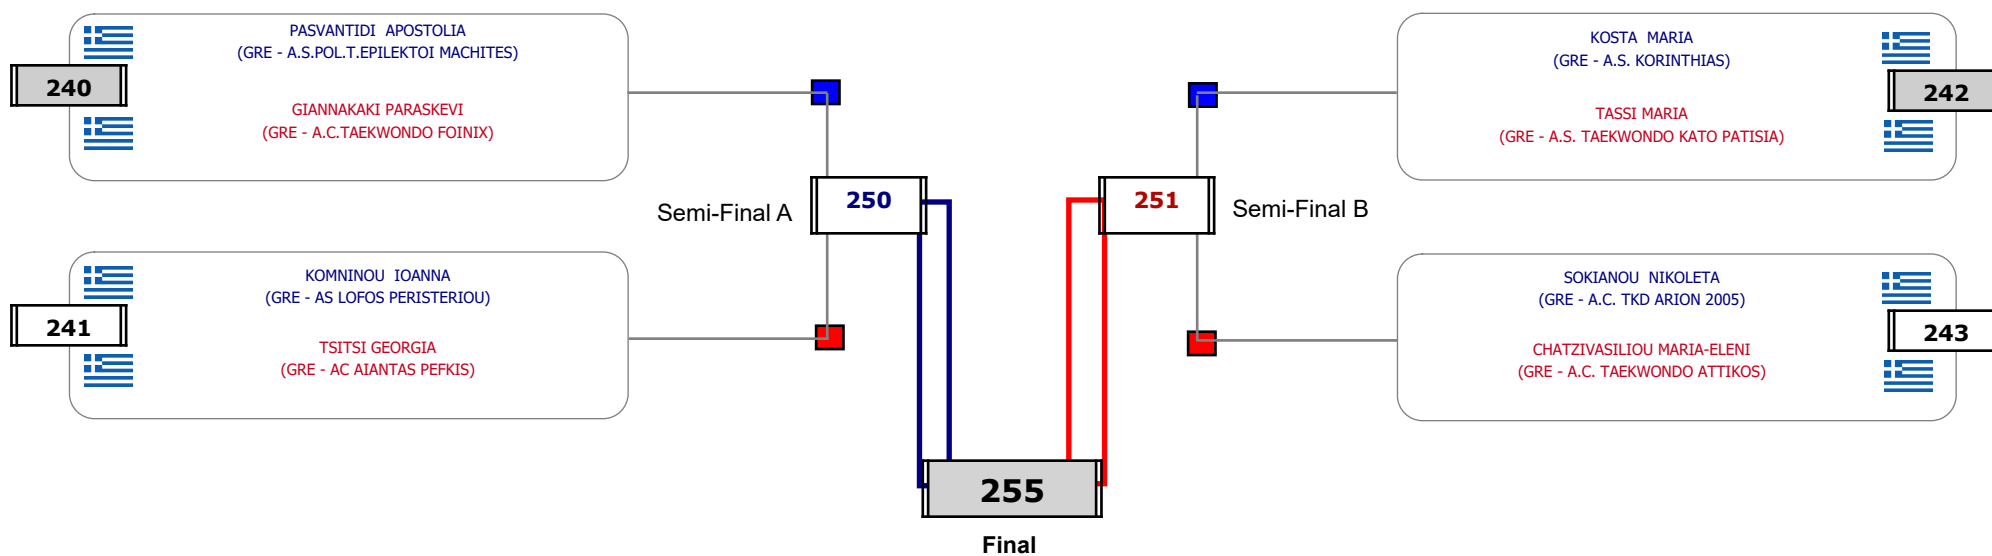 PASVANTIDI APOSTOLIA
(GRE - A.S.POL.T.EPILEKTOI MACHITES)
240
GIANNAKAKI PARASKEVI
(GRE - A.C.TAEKWONDO FOINIX)
KOSTA MARIA
(GRE - A.S. KORINTHIAS)
242
TASSI MARIA
(GRE - A.S. TAEKWONDO KATO PATISIA)
Semi-Final A
250
251
Semi-Final B
KOMNINOU IOANNA
(GRE - AS LOFOS PERISTERIOU)
241
TSITSI GEORGIA
(GRE - AC AIANTAS PEFKIS)
SOKIANOU NIKOLETA
(GRE - A.C. TKD ARION 2005)
243
CHATZIVASILIOU MARIA-ELENI
(GRE - A.C. TAEKWONDO ATTIKOS)
255
Final